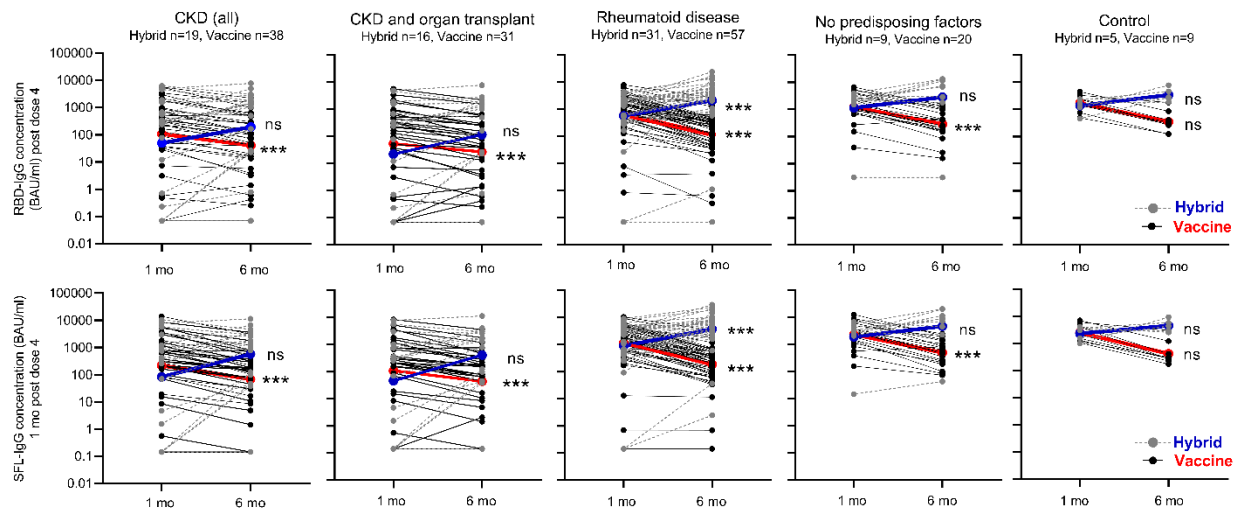 CKD (all)
Hybrid n=19, Vaccine n=38
CKD and organ transplant
Hybrid n=16, Vaccine n=31
Rheumatoid disease
Hybrid n=31, Vaccine n=57
No predisposing factors
Hybrid n=9, Vaccine n=20
Control
Hybrid n=5, Vaccine n=9
RBD-IgG concentration
(BAU/ml) post dose 4
100000
10000
1000
100
10
1
0.1
0.01
ns
***
ns
***
***
***
ns
***
ns
ns
Hybrid
Vaccine
1 mo 6 mo
1 mo 6 mo
1 mo 6 mo
1 mo 6 mo
1 mo 6 mo
SFL-IgG concentration (BAU/ml)
1 mo post dose 4
100000
10000
1000
100
10
1
0.1
0.01
ns
***
ns
***
***
***
ns
***
ns
ns
Hybrid
Vaccine
1 mo 6 mo
1 mo 6 mo
1 mo 6 mo
1 mo 6 mo
1 mo 6 mo